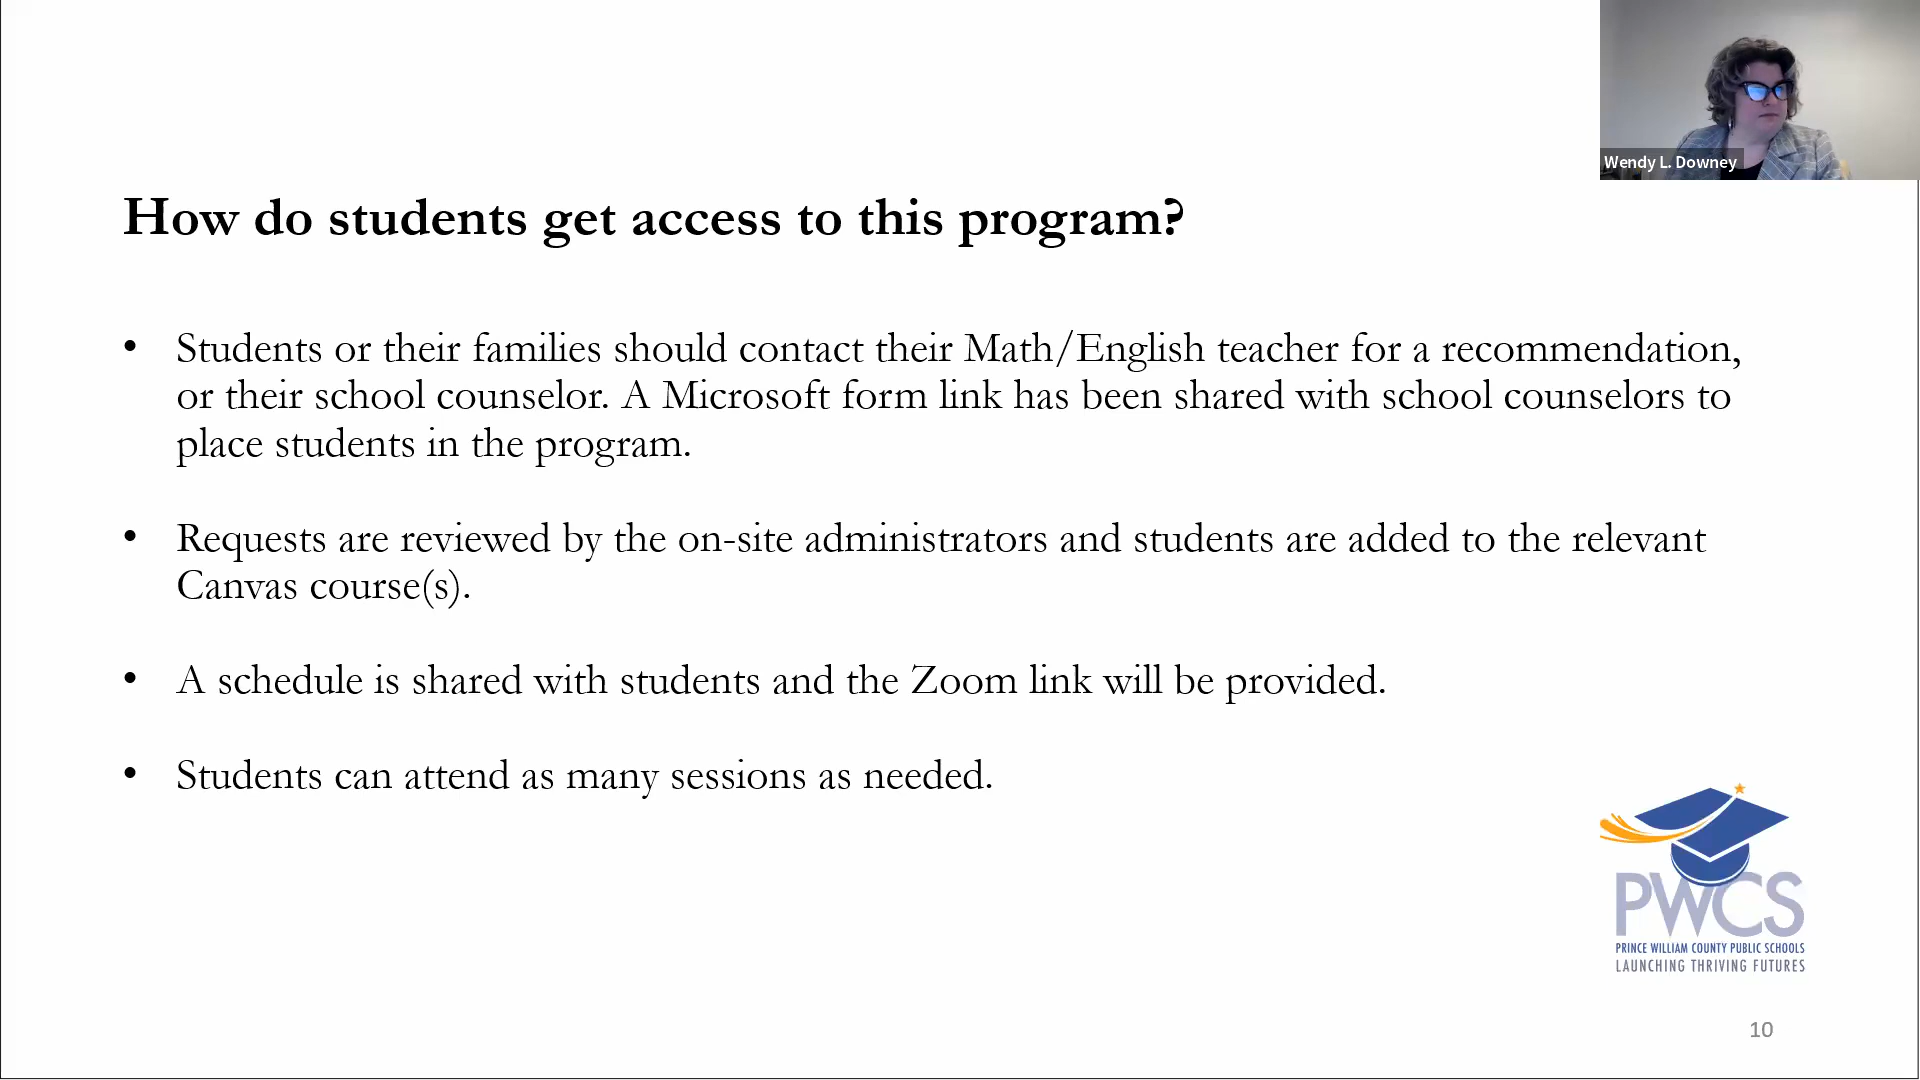 Wendy L. Downey
How do students get access to this program?
• Students or their families should contact their Math/English teacher for a recommendation,
or their school counselor. A Microsoft form link has been shared with school counselors to
place students in the program.
• Requests are reviewed by the on-site administrators and students are added to the relevant
Canvas course(s).
• A schedule is shared with students and the Zoom link will be provided.
• Students can attend as many sessions as needed.
PWCS
PRINCE WILLIAM COUNTY PUBLIC SCHOOLS
LAUNCHING THRIVING FUTURES
10